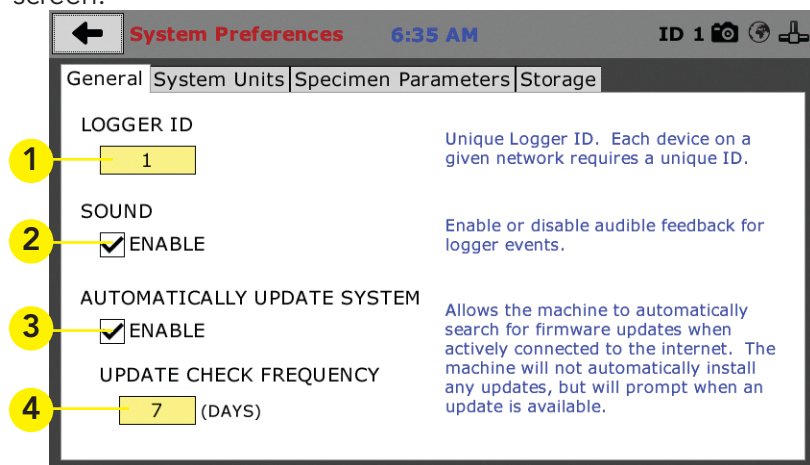 screen.
System Preferences 6:35 AM ID 1
General System Units Specimen Parameters Storage
LOGGER ID
1 1
Unique Logger ID. Each device on a
given network requires a unique ID.
SOUND
2 ENABLE
Enable or disable audible feedback for
logger events.
AUTOMATICALLY UPDATE SYSTEM
3 ENABLE
UPDATE CHECK FREQUENCY
4 7 (DAYS)
Allows the machine to automatically
search for firmware updates when
actively connected to the internet. The
machine will not automatically install
any updates, but will prompt when an
update is available.